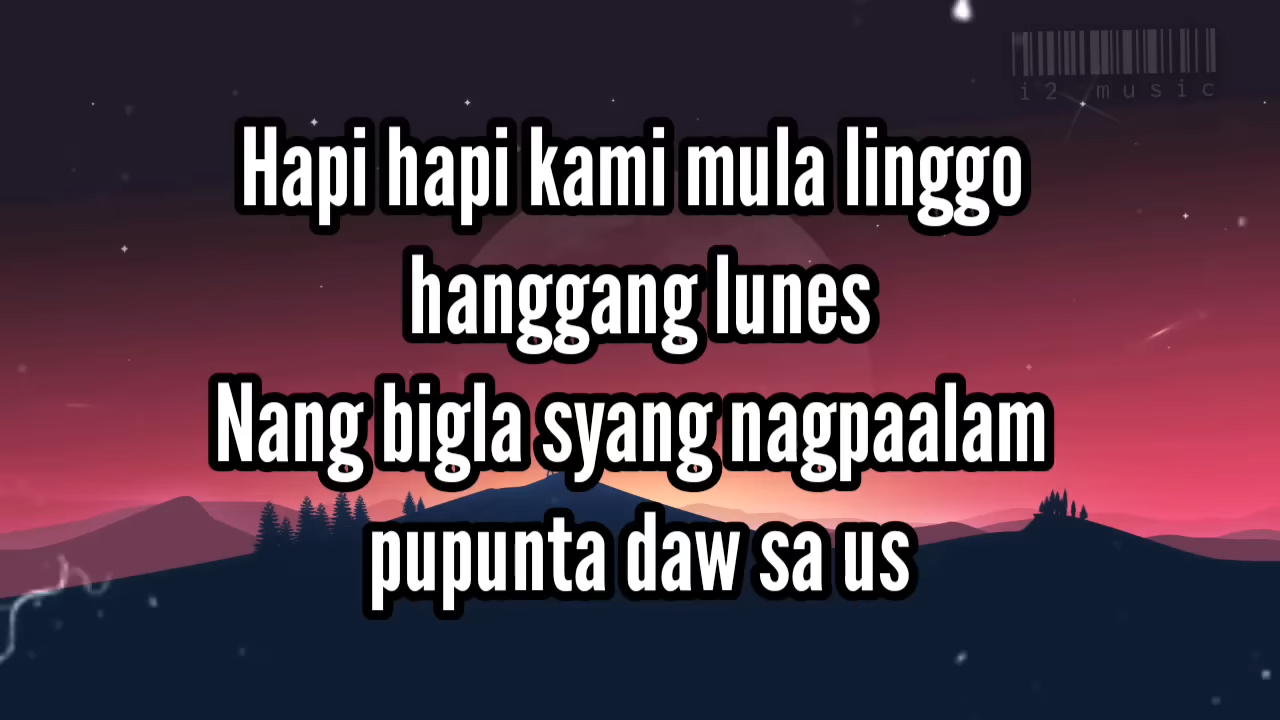 i2 music
Hapi hapi kami mula linggo
hanggang lunes
Nang bigla syang nagpaalam
pupunta daw sa us